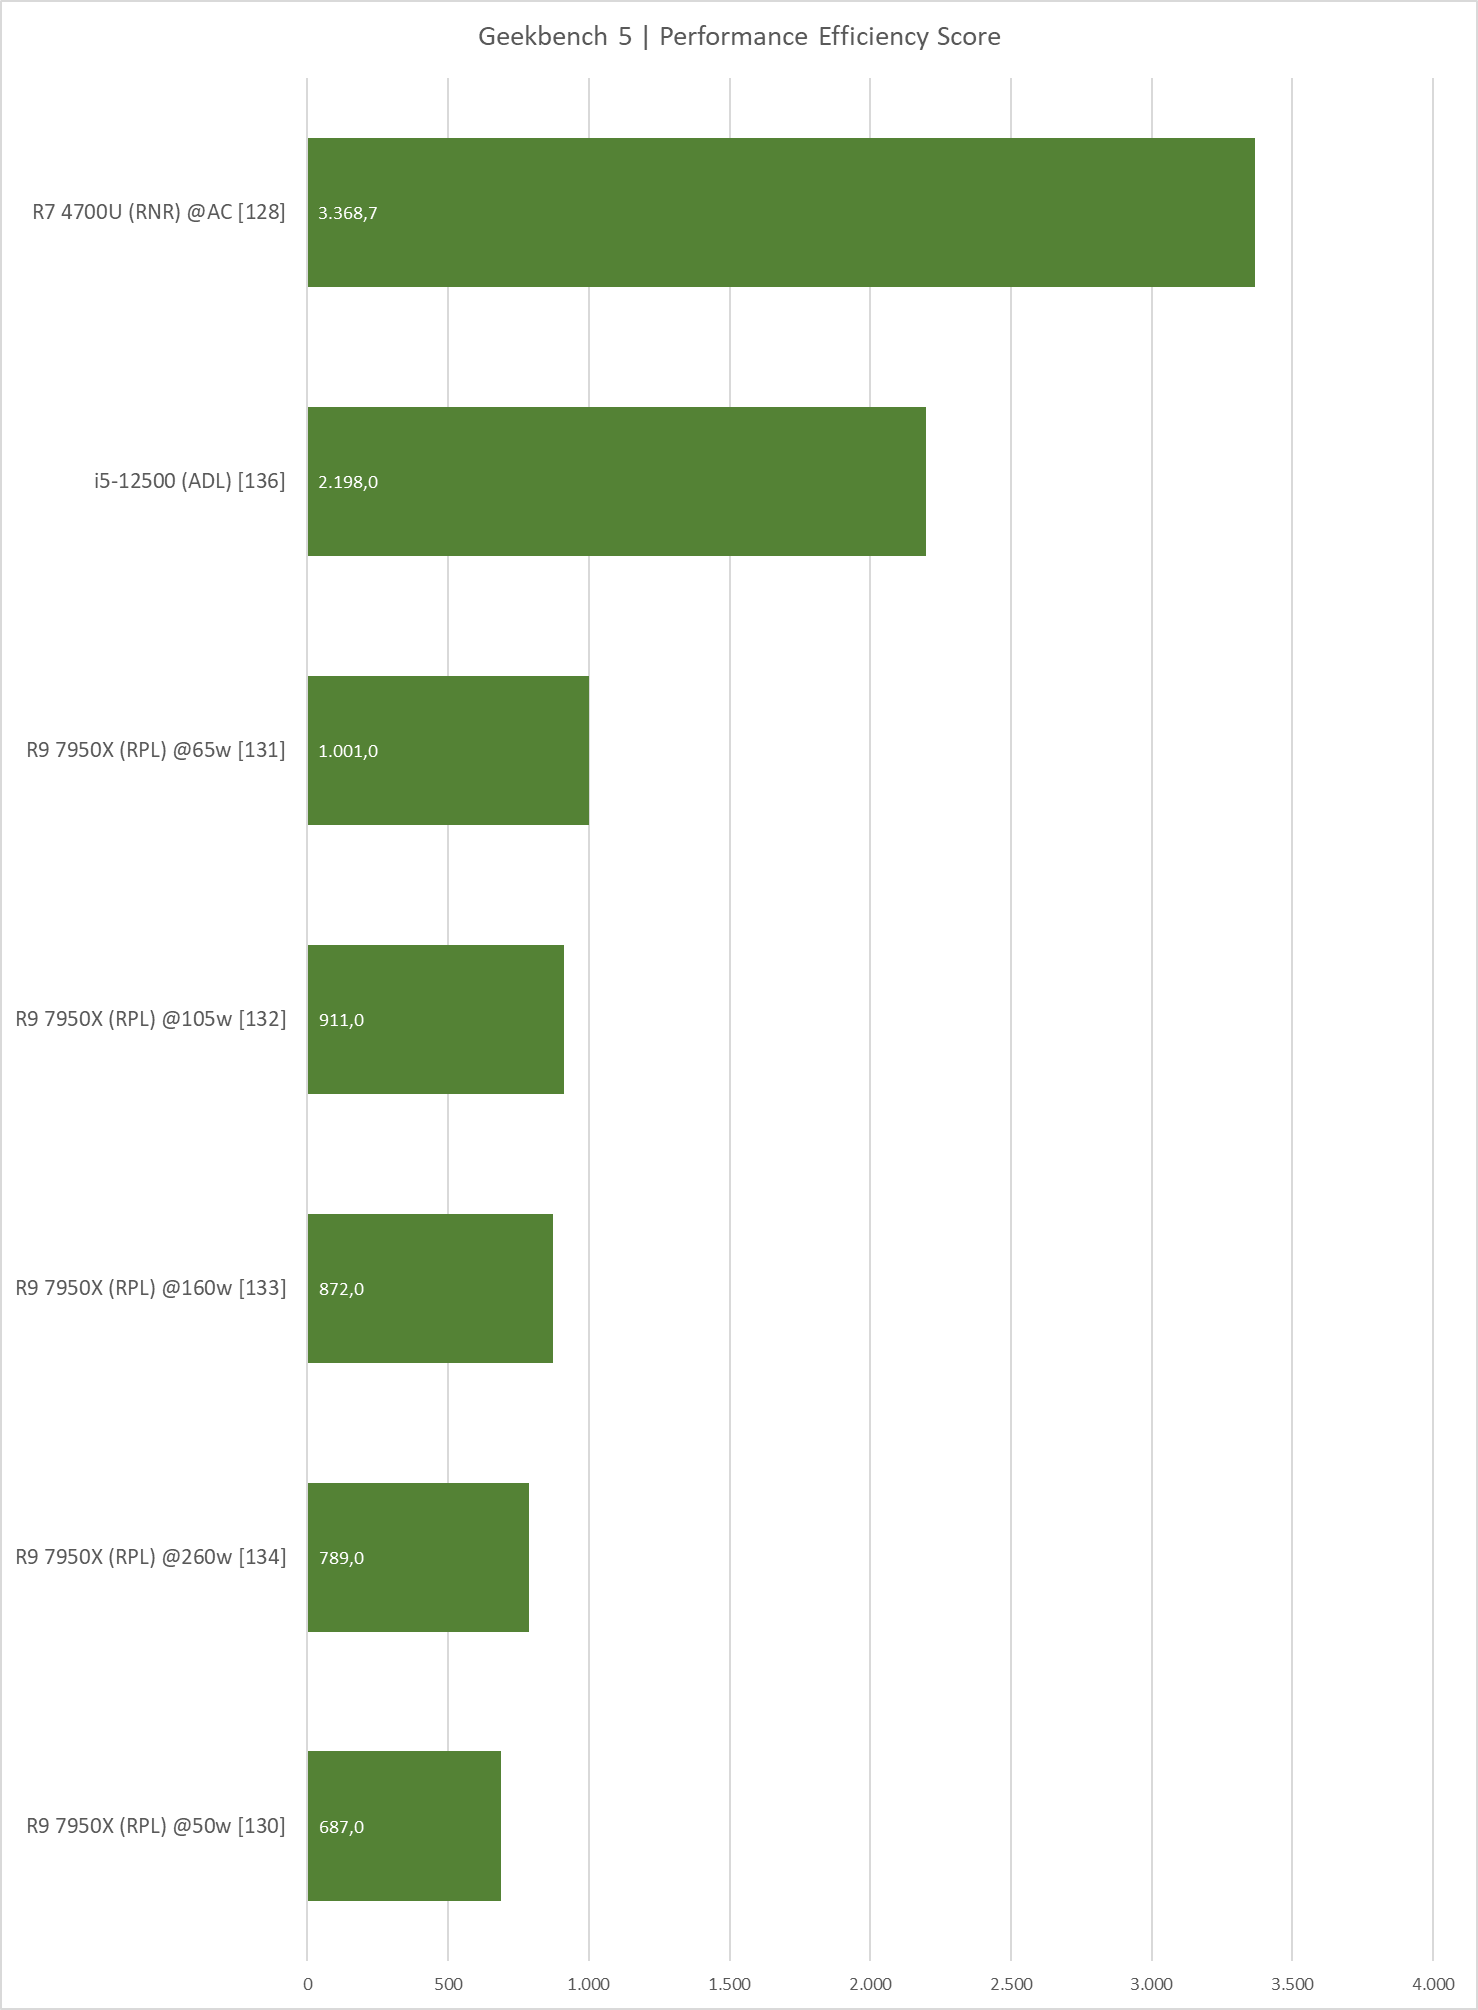 Geekbench 5 | Performance Efficiency Score
R7 4700U (RNR) @AC [128]
3.368,7
i5-12500 (ADL) [136]
2.198,0
R9 7950X (RPL) @65w [131]
1.001,0
R9 7950X (RPL) @105w [132]
911,0
R9 7950X (RPL) @160w [133]
872,0
R9 7950X (RPL) @260w [134]
789,0
R9 7950X (RPL) @50w [130]
687,0
0 500 1.000 1.500 2.000 2.500 3.000 3.500 4.000